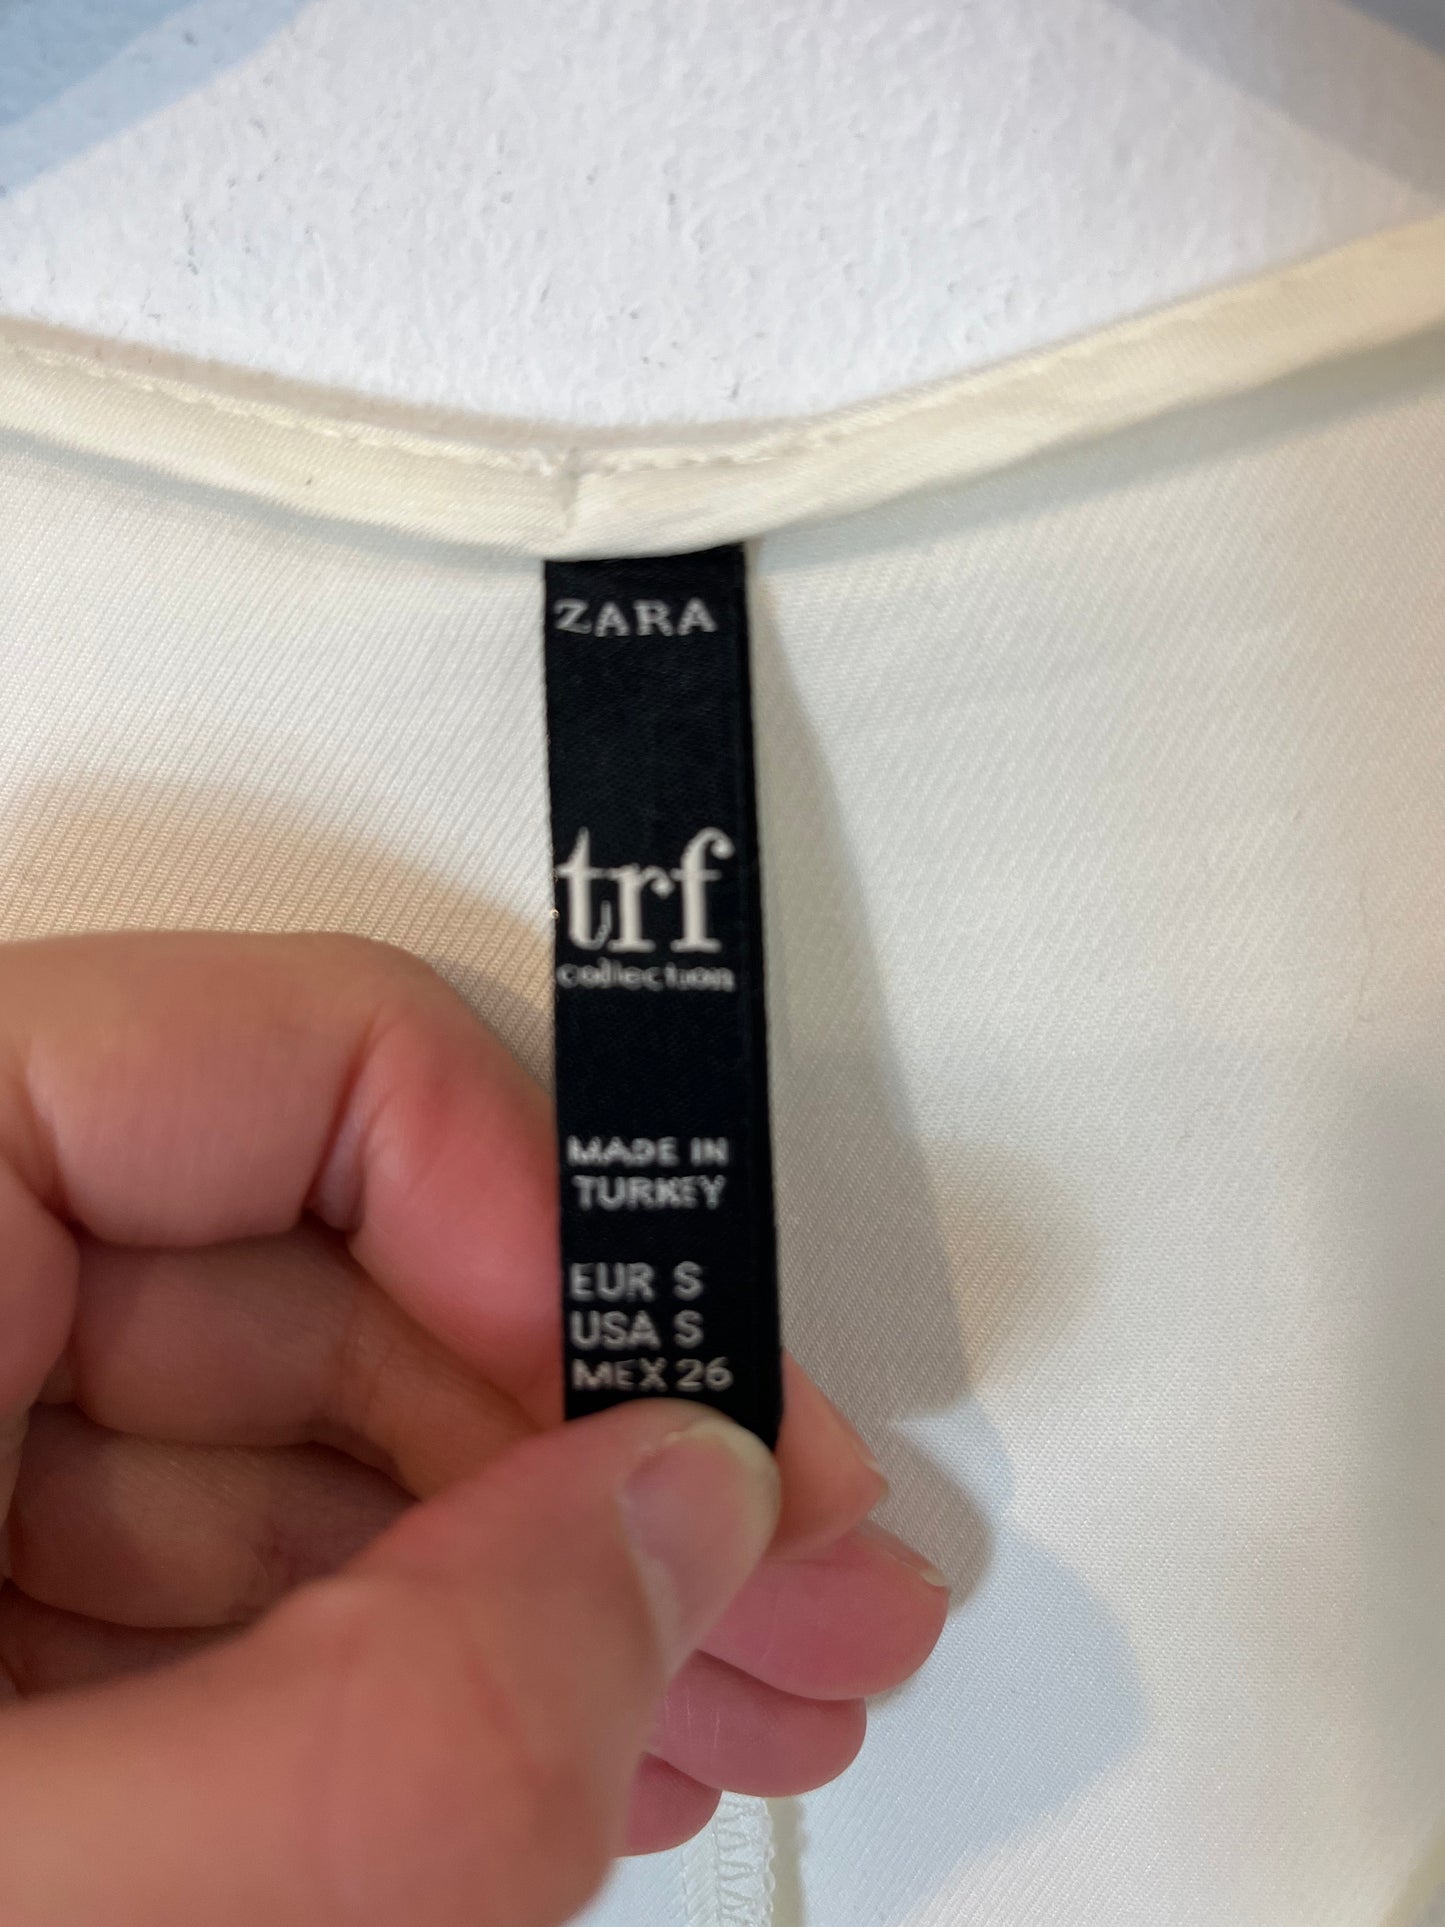 ZARA
trf
collection
MADE IN
TURKEY
EUR S
USA S
MEX 26